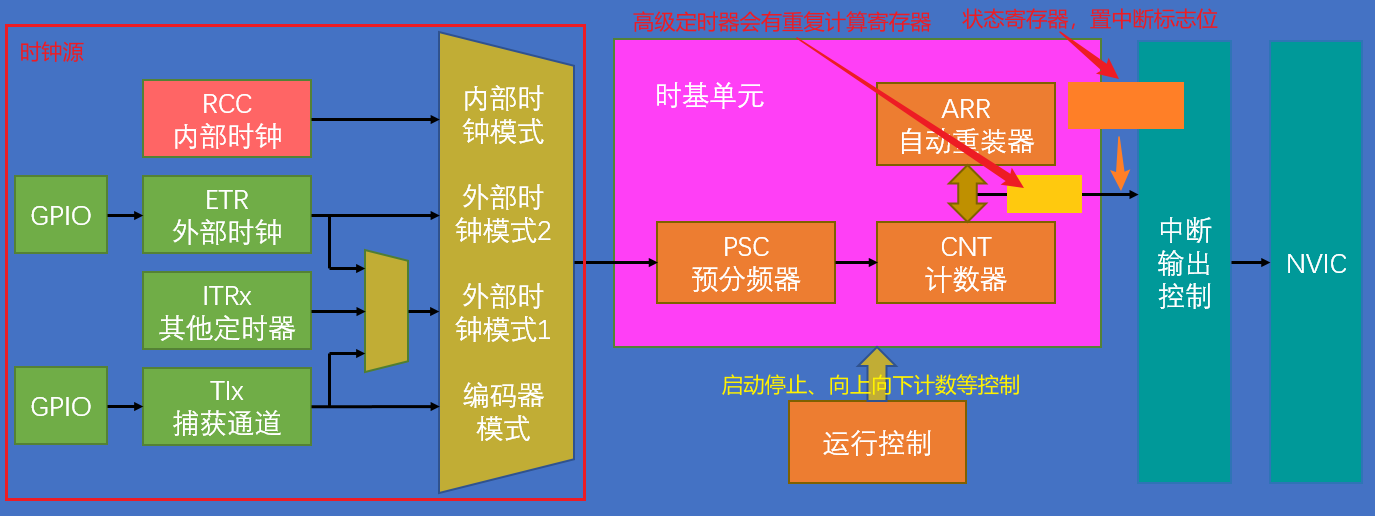 高级定时器会有重复计算寄存器
状态寄存器，置中断标志位
时钟源
RCC
内部时钟
GPIO
ETR
外部时钟
ITRx
其他定时器
GPIO
TIx
捕获通道
内部时
钟模式
外部时
钟模式2
外部时
钟模式1
编码器
模式
时基单元
ARR
自动重装器
PSC
预分频器
CNT
计数器
启动停止、向上向下计数等控制
运行控制
中断
输出
控制
NVIC